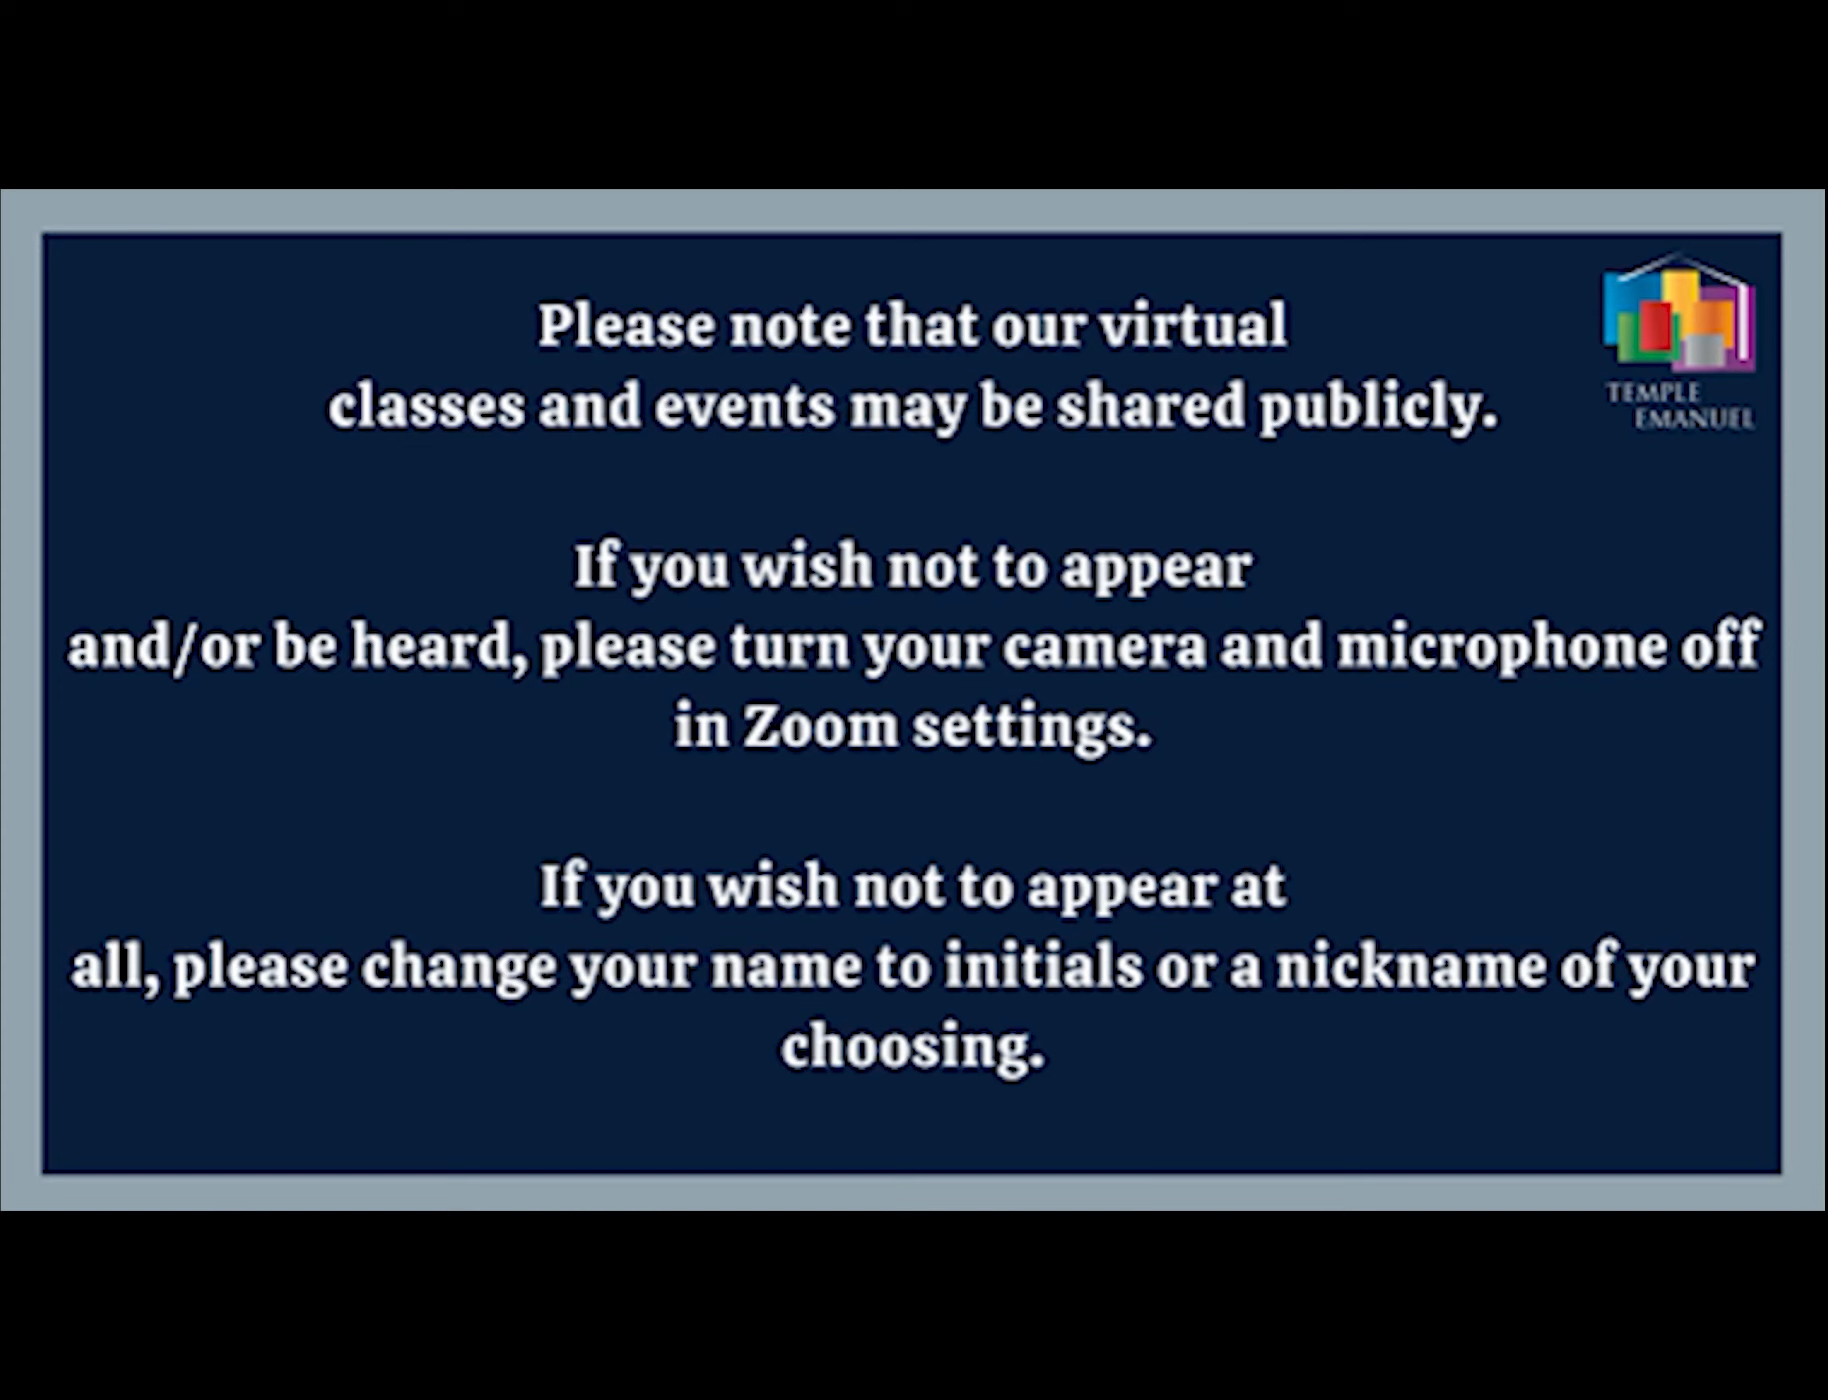 Please note that our virtual
classes and events may be shared publicly.
TEMPLE
EMANUEL
If you wish not to appear
and/or be heard, please turn your camera and microphone off
in Zoom settings.
If you wish not to appear at
all, please change your name to initials or a nickname of your
choosing.